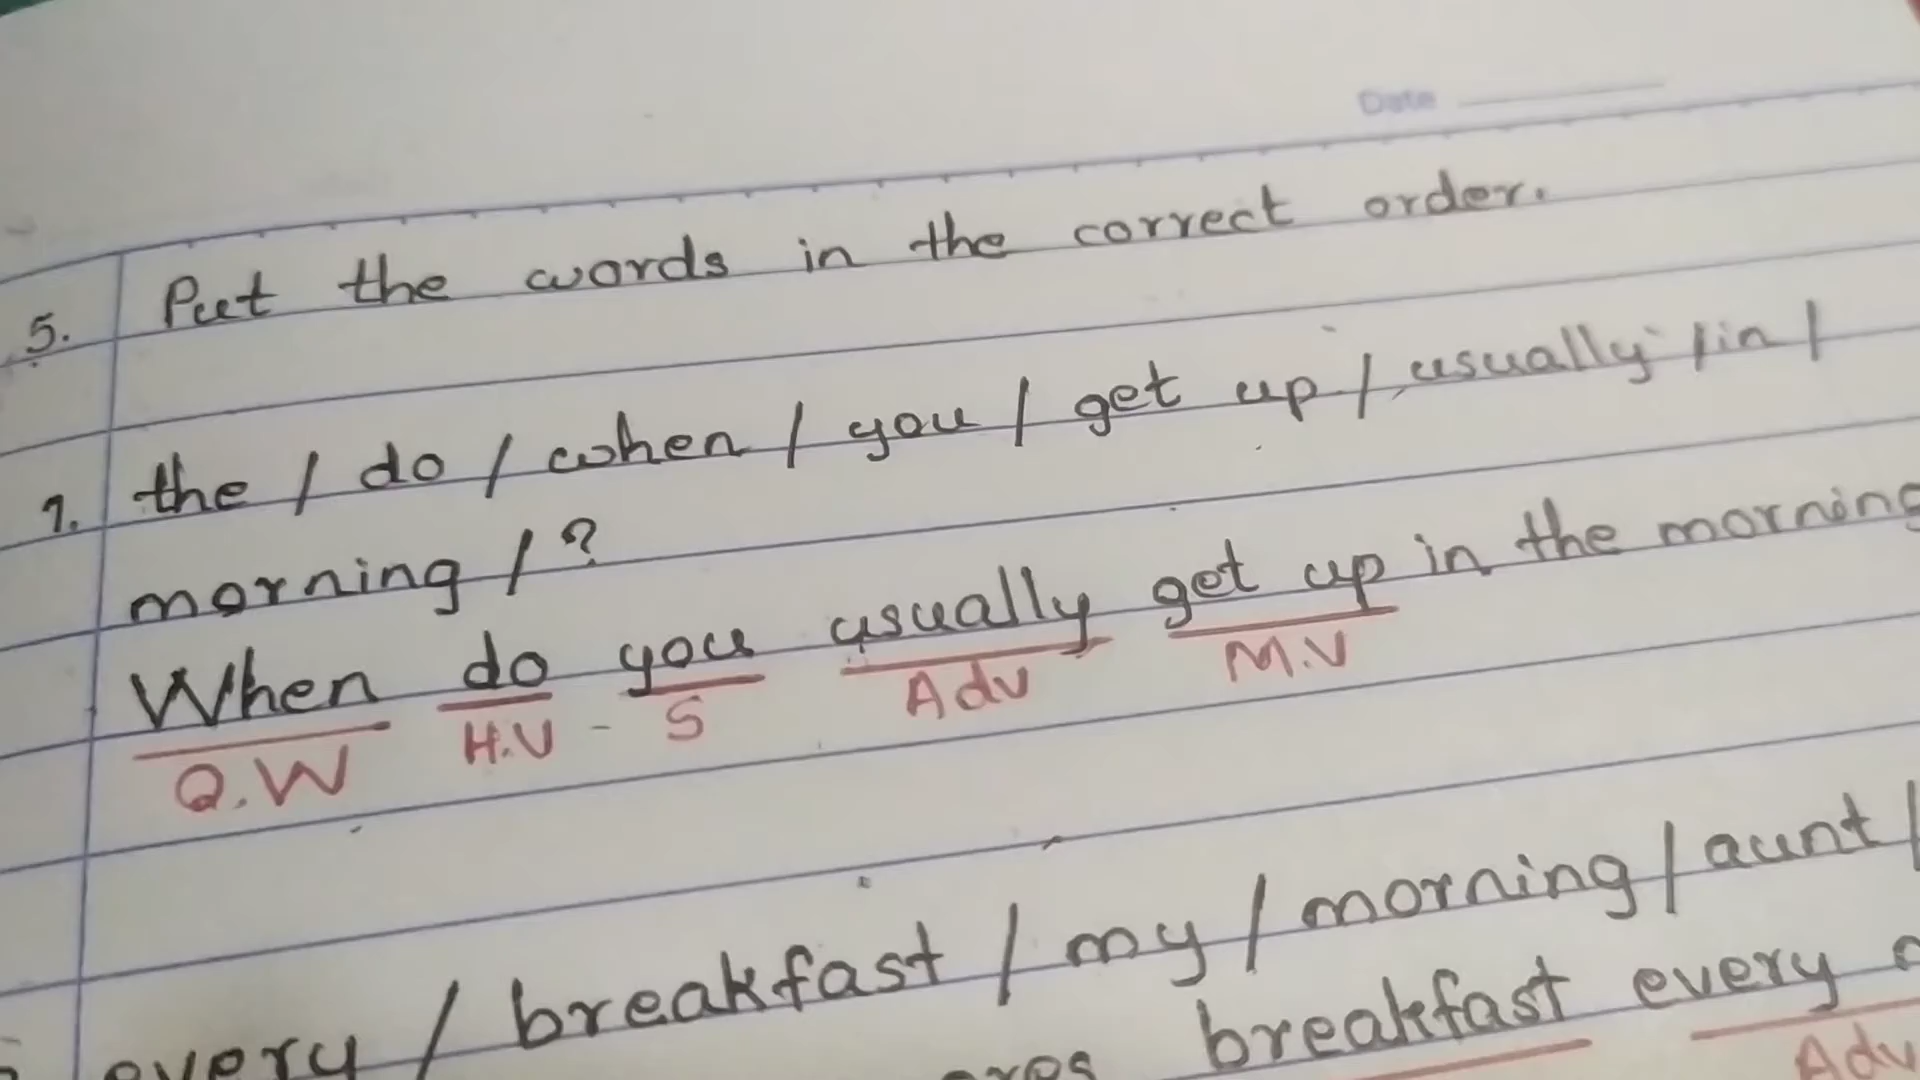 Date
5. Put the words in the correct order.
1. the / do / when / you / get up / usually / in /
morning / ?
When do you usually get up in the morning
Q.W H.V - S Adv M.V
every / breakfast / my / morning / aunt /
breakfast every
Adv